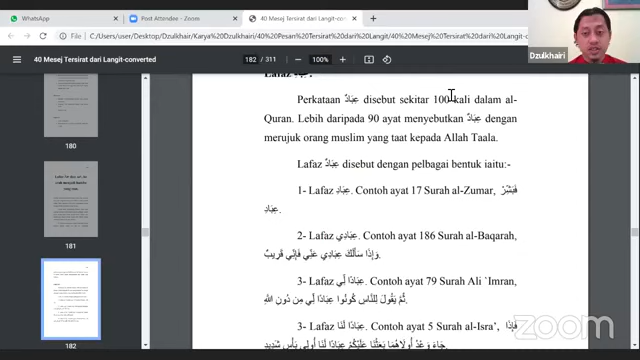 WhatsApp
Post Attendee - Zoom
40 Mesej Tersirat dari Langit-con
Dzulkhairi
C:/Users/user/Desktop/Dzulkhair/Karya%20Dzulkhairi/40%20Pesan%20Tersirat%20dari%20Langit/40%20Mesej%20Tersirat%20dari%20Langit-converted
40 Mesej Tersirat dari Langit-converted
182 / 311
100%
Lafaz عِبَادٌ :
Perkataan عِبَادٌ disebut sekitar 100 kali dalam al-
Quran. Lebih daripada 90 ayat menyebutkan عِبَادٌ dengan
merujuk orang muslim yang taat kepada Allah Taala.
Lafaz عِبَادٌ disebut dengan pelbagai bentuk iaitu:-
1- Lafaz عِبَادِ. Contoh ayat 17 Surah al-Zumar, فَبَشِّرْ
عِبَادِ.
2- Lafaz عِبَادِي. Contoh ayat 186 Surah al-Baqarah,
وَإِذَا سَأَلَكَ عِبَادِي عَنِّي فَإِنِّي قَرِيبٌ.
3- Lafaz عِبَادًا لِّي. Contoh ayat 79 Surah Ali `Imran,
ثُمَّ يَقُولَ لِلنَّاسِ كُونُوا عِبَادًا لِّي مِن دُونِ اللَّهِ.
3- Lafaz عِبَادًا لَّنَا. Contoh ayat 5 Surah al-Isra', فَإِذَا
جَاءَ وَعْدُ أُولَاهُمَا بَعَثْنَا عَلَيْكُمْ عِبَادًا لَّنَا أُولِي بَأْسٍ شَدِيدٍ
180
181
182
zoom